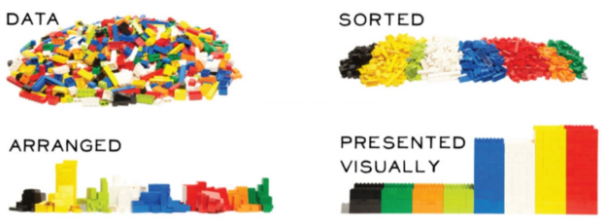 DATA
SORTED
ARRANGED
PRESENTED
VISUALLY